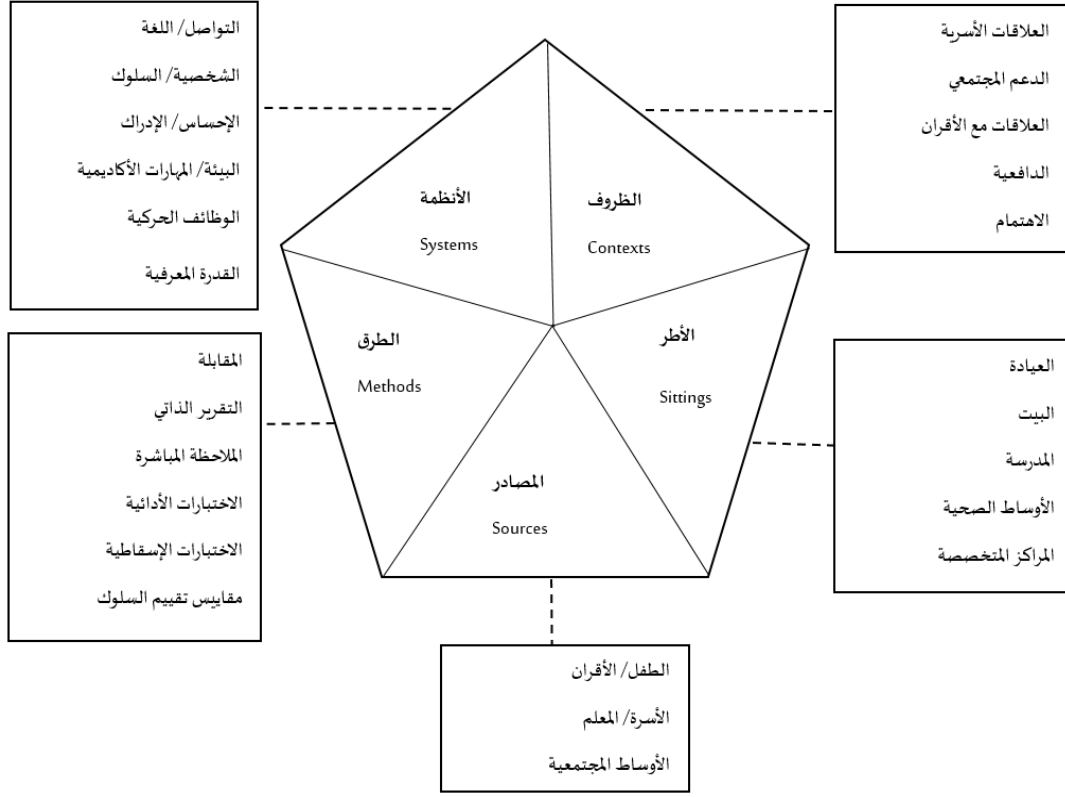 العلاقات الأسرية
الدعم المجتمعي
العلاقات مع الأقران
الدافعية
الاهتمام
التواصل/ اللغة
الشخصية/ السلوك
الإحساس/ الإدراك
البيئة/ المهارات الأكاديمية
الوظائف الحركية
القدرة المعرفية
الظروف
Contexts
الأنظمة
Systems
الأطر
Sittings
الطرق
Methods
المصادر
Sources
العيادة
البيت
المدرسة
الأوساط الصحية
المراكز المتخصصة
المقابلة
التقرير الذاتي
الملاحظة المباشرة
الاختبارات الأدائية
الاختبارات الإسقاطية
مقاييس تقييم السلوك
الطفل/ الأقران
الأسرة/ المعلم
الأوساط المجتمعية